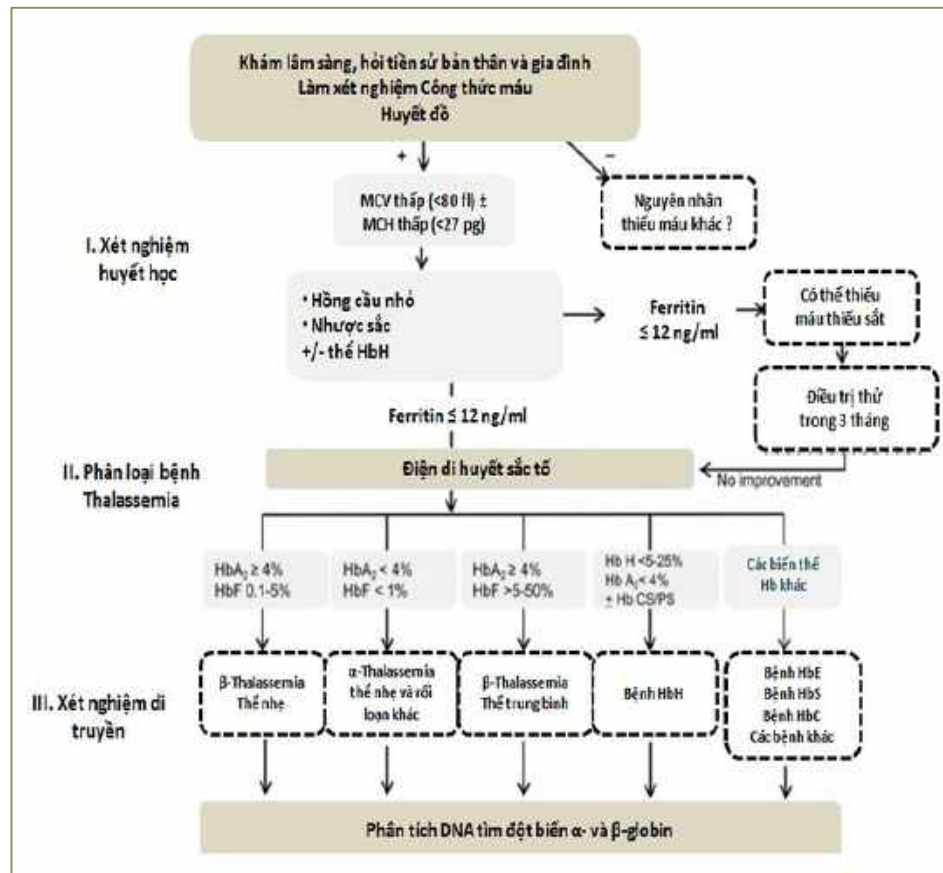 Khám lâm sàng, hỏi tiền sử bản thân và gia đình
Làm xét nghiệm Công thức máu
Huyết đồ
+
–
MCV thấp (<80 fl) ±
MCH thấp (<27 pg)
Nguyên nhân
thiếu máu khác ?
I. Xét nghiệm
huyết học
• Hồng cầu nhỏ
• Nhược sắc
+/- thể HbH
Ferritin
≤ 12 ng/ml
Có thể thiếu
máu thiếu sắt
Điều trị thử
trong 3 tháng
Ferritin ≤ 12 ng/ml
II. Phân loại bệnh
Thalassemia
Điện di huyết sắc tố
No improvement
HbA₂ ≥ 4%
HbF 0.1-5%
HbA₂ < 4%
HbF < 1%
HbA₂ ≥ 4%
HbF >5-50%
Hb H <5-25%
Hb A₂< 4%
± Hb CS/PS
Các biến thể
Hb khác
III. Xét nghiệm di
truyền
β-Thalassemia
Thể nhẹ
α-Thalassemia
thể nhẹ và rối
loạn khác
β-Thalassemia
Thể trung bình
Bệnh HbH
Bệnh HbE
Bệnh HbS
Bệnh HbC
Các bệnh khác
Phân tích DNA tìm đột biến α- và β-globin